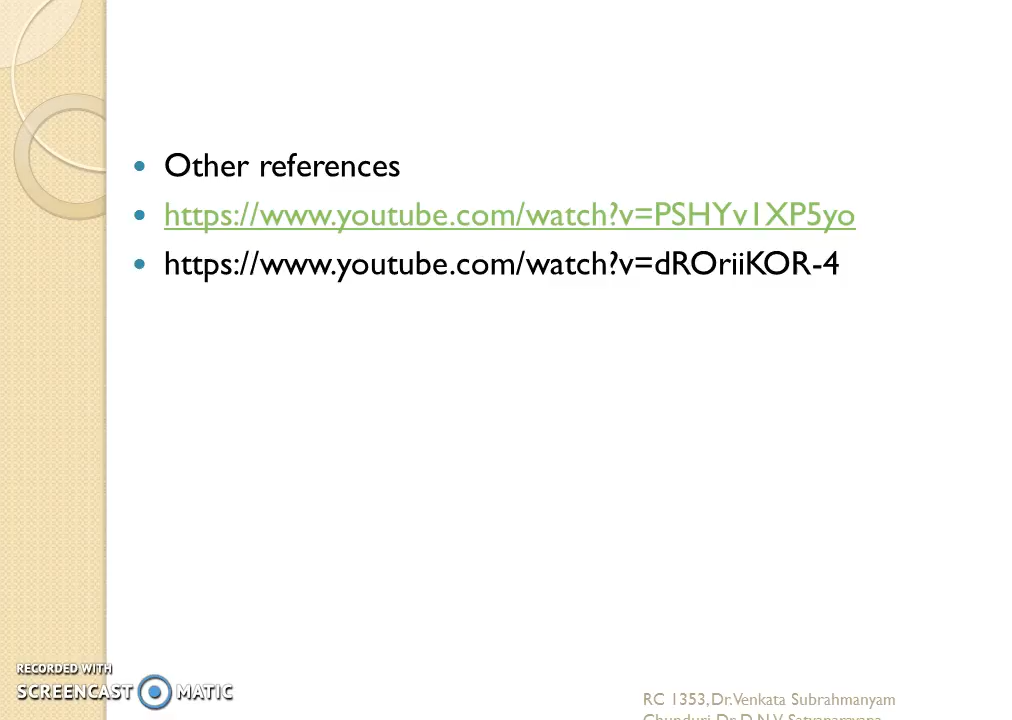 Other references
https://www.youtube.com/watch?v=PSHYv1XP5yo
https://www.youtube.com/watch?v=dROriiKOR-4
RECORDED WITH
SCREENCAST MATIC
RC 1353, Dr. Venkata Subrahmanyam
Chunduri, Dr. D.N.V. Satyanarayana